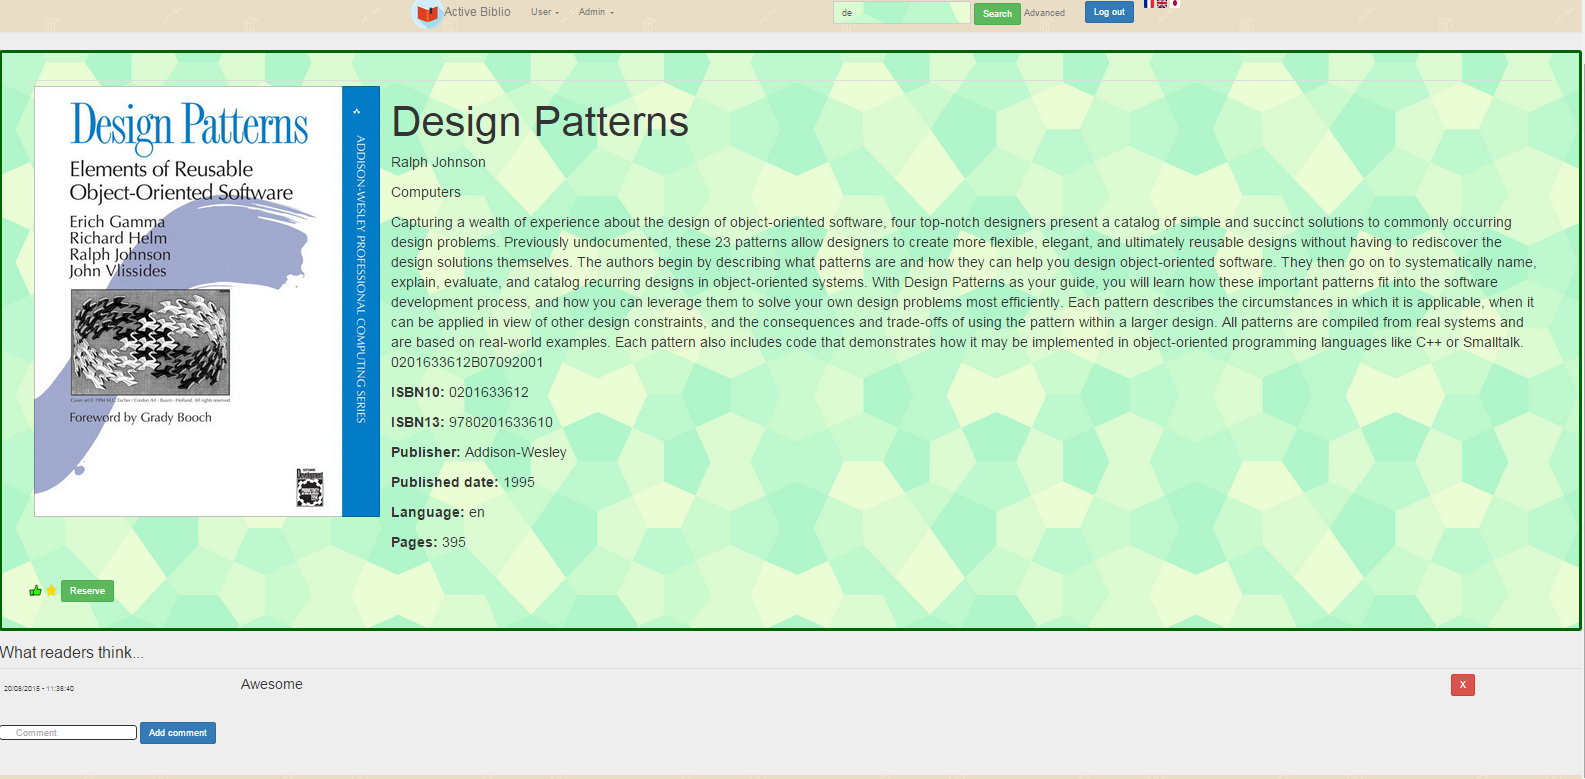 Active Biblio User Admin de Search Advanced Log out
Design Patterns
Elements of Reusable
Object-Oriented Software
Erich Gamma
Richard Helm
Ralph Johnson
John Vlissides
Cover art © 1994 M.C. Escher / Cordon Art - Baarn - Holland. All rights reserved.
Foreword by Grady Booch
ADDISON-WESLEY PROFESSIONAL COMPUTING SERIES
Design Patterns
Ralph Johnson
Computers
Capturing a wealth of experience about the design of object-oriented software, four top-notch designers present a catalog of simple and succinct solutions to commonly occurring
design problems. Previously undocumented, these 23 patterns allow designers to create more flexible, elegant, and ultimately reusable designs without having to rediscover the
design solutions themselves. The authors begin by describing what patterns are and how they can help you design object-oriented software. They then go on to systematically name,
explain, evaluate, and catalog recurring designs in object-oriented systems. With Design Patterns as your guide, you will learn how these important patterns fit into the software
development process, and how you can leverage them to solve your own design problems most efficiently. Each pattern describes the circumstances in which it is applicable, when it
can be applied in view of other design constraints, and the consequences and trade-offs of using the pattern within a larger design. All patterns are compiled from real systems and
are based on real-world examples. Each pattern also includes code that demonstrates how it may be implemented in object-oriented programming languages like C++ or Smalltalk.
0201633612B07092001
ISBN10: 0201633612
ISBN13: 9780201633610
Publisher: Addison-Wesley
Published date: 1995
Language: en
Pages: 395
Reserve
What readers think...
20/08/2015 - 11:38:40 Awesome X
Comment Add comment